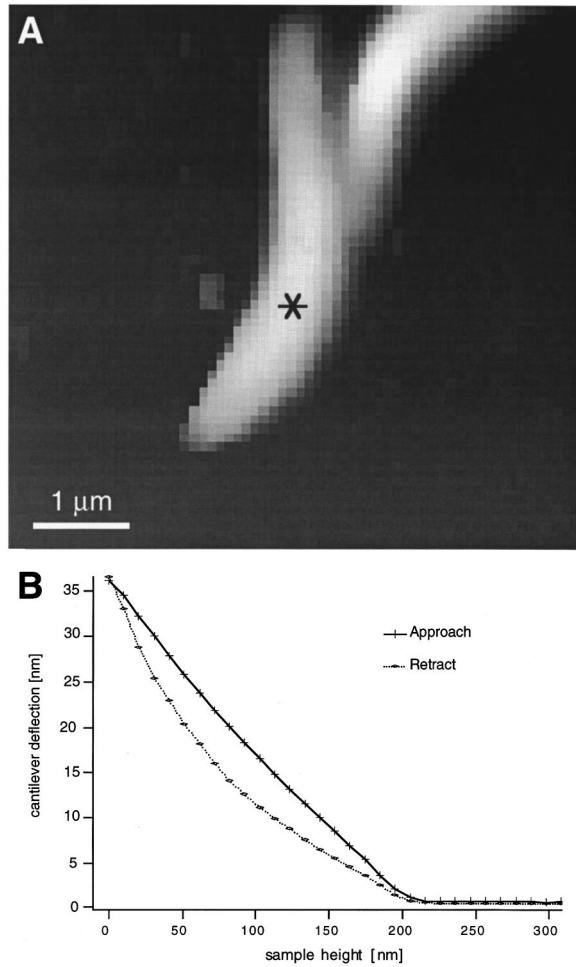 A
*
1 μm
B
Approach
Retract
cantilever deflection [nm]
35
30
25
20
15
10
5
0
0 50 100 150 200 250 300
sample height [nm]